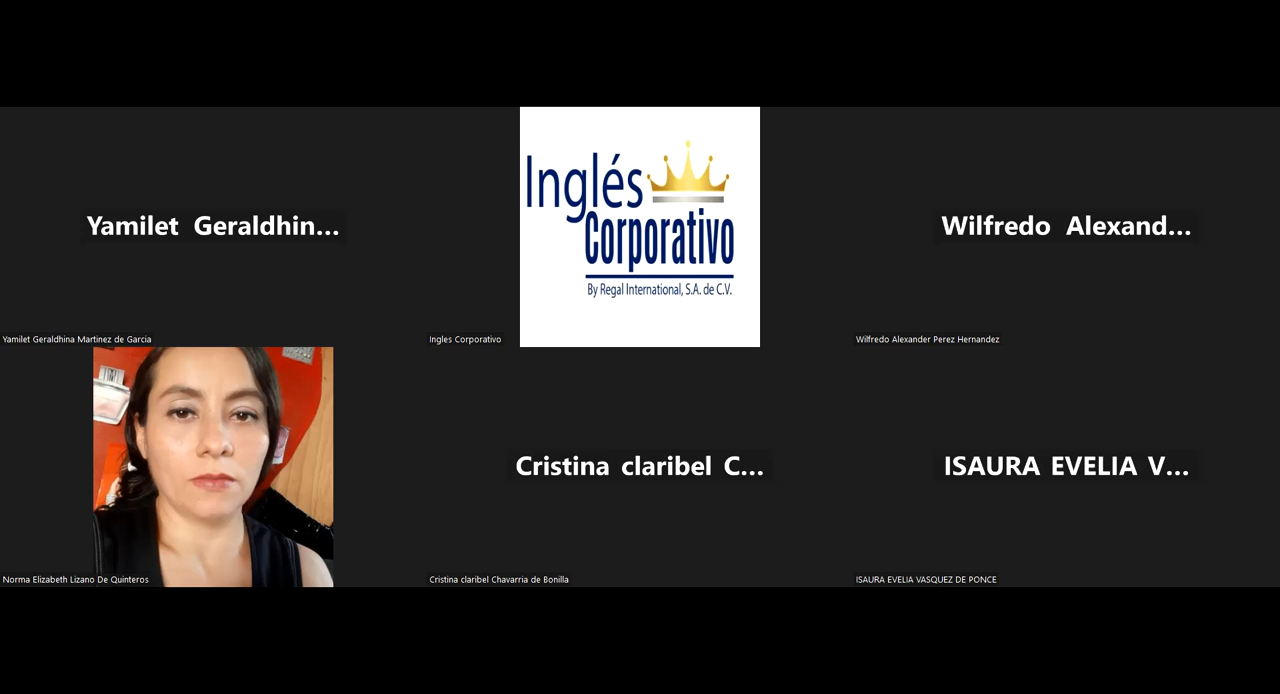 Yamilet Geraldhin...
Yamilet Geraldhina Martinez de Garcia
Inglés
Corporativo
By Regal International, S.A. de C.V.
Ingles Corporativo
Wilfredo Alexand...
Wilfredo Alexander Perez Hernandez
Norma Elizabeth Lizano De Quinteros
Cristina claribel C...
Cristina claribel Chavarria de Bonilla
ISAURA EVELIA V...
ISAURA EVELIA VASQUEZ DE PONCE